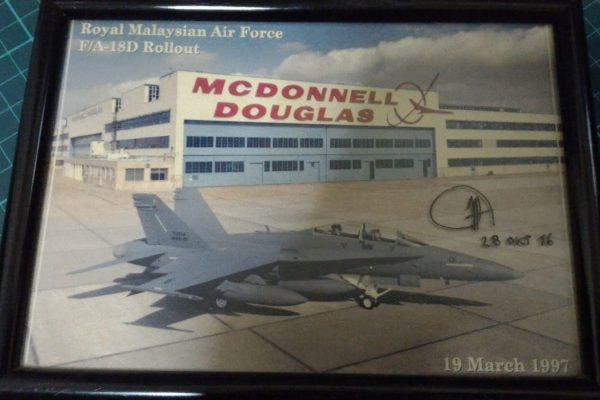 Royal Malaysian Air Force
F/A-18D Rollout
MCDONNELL
DOUGLAS
28 OKT 16
19 March 1997